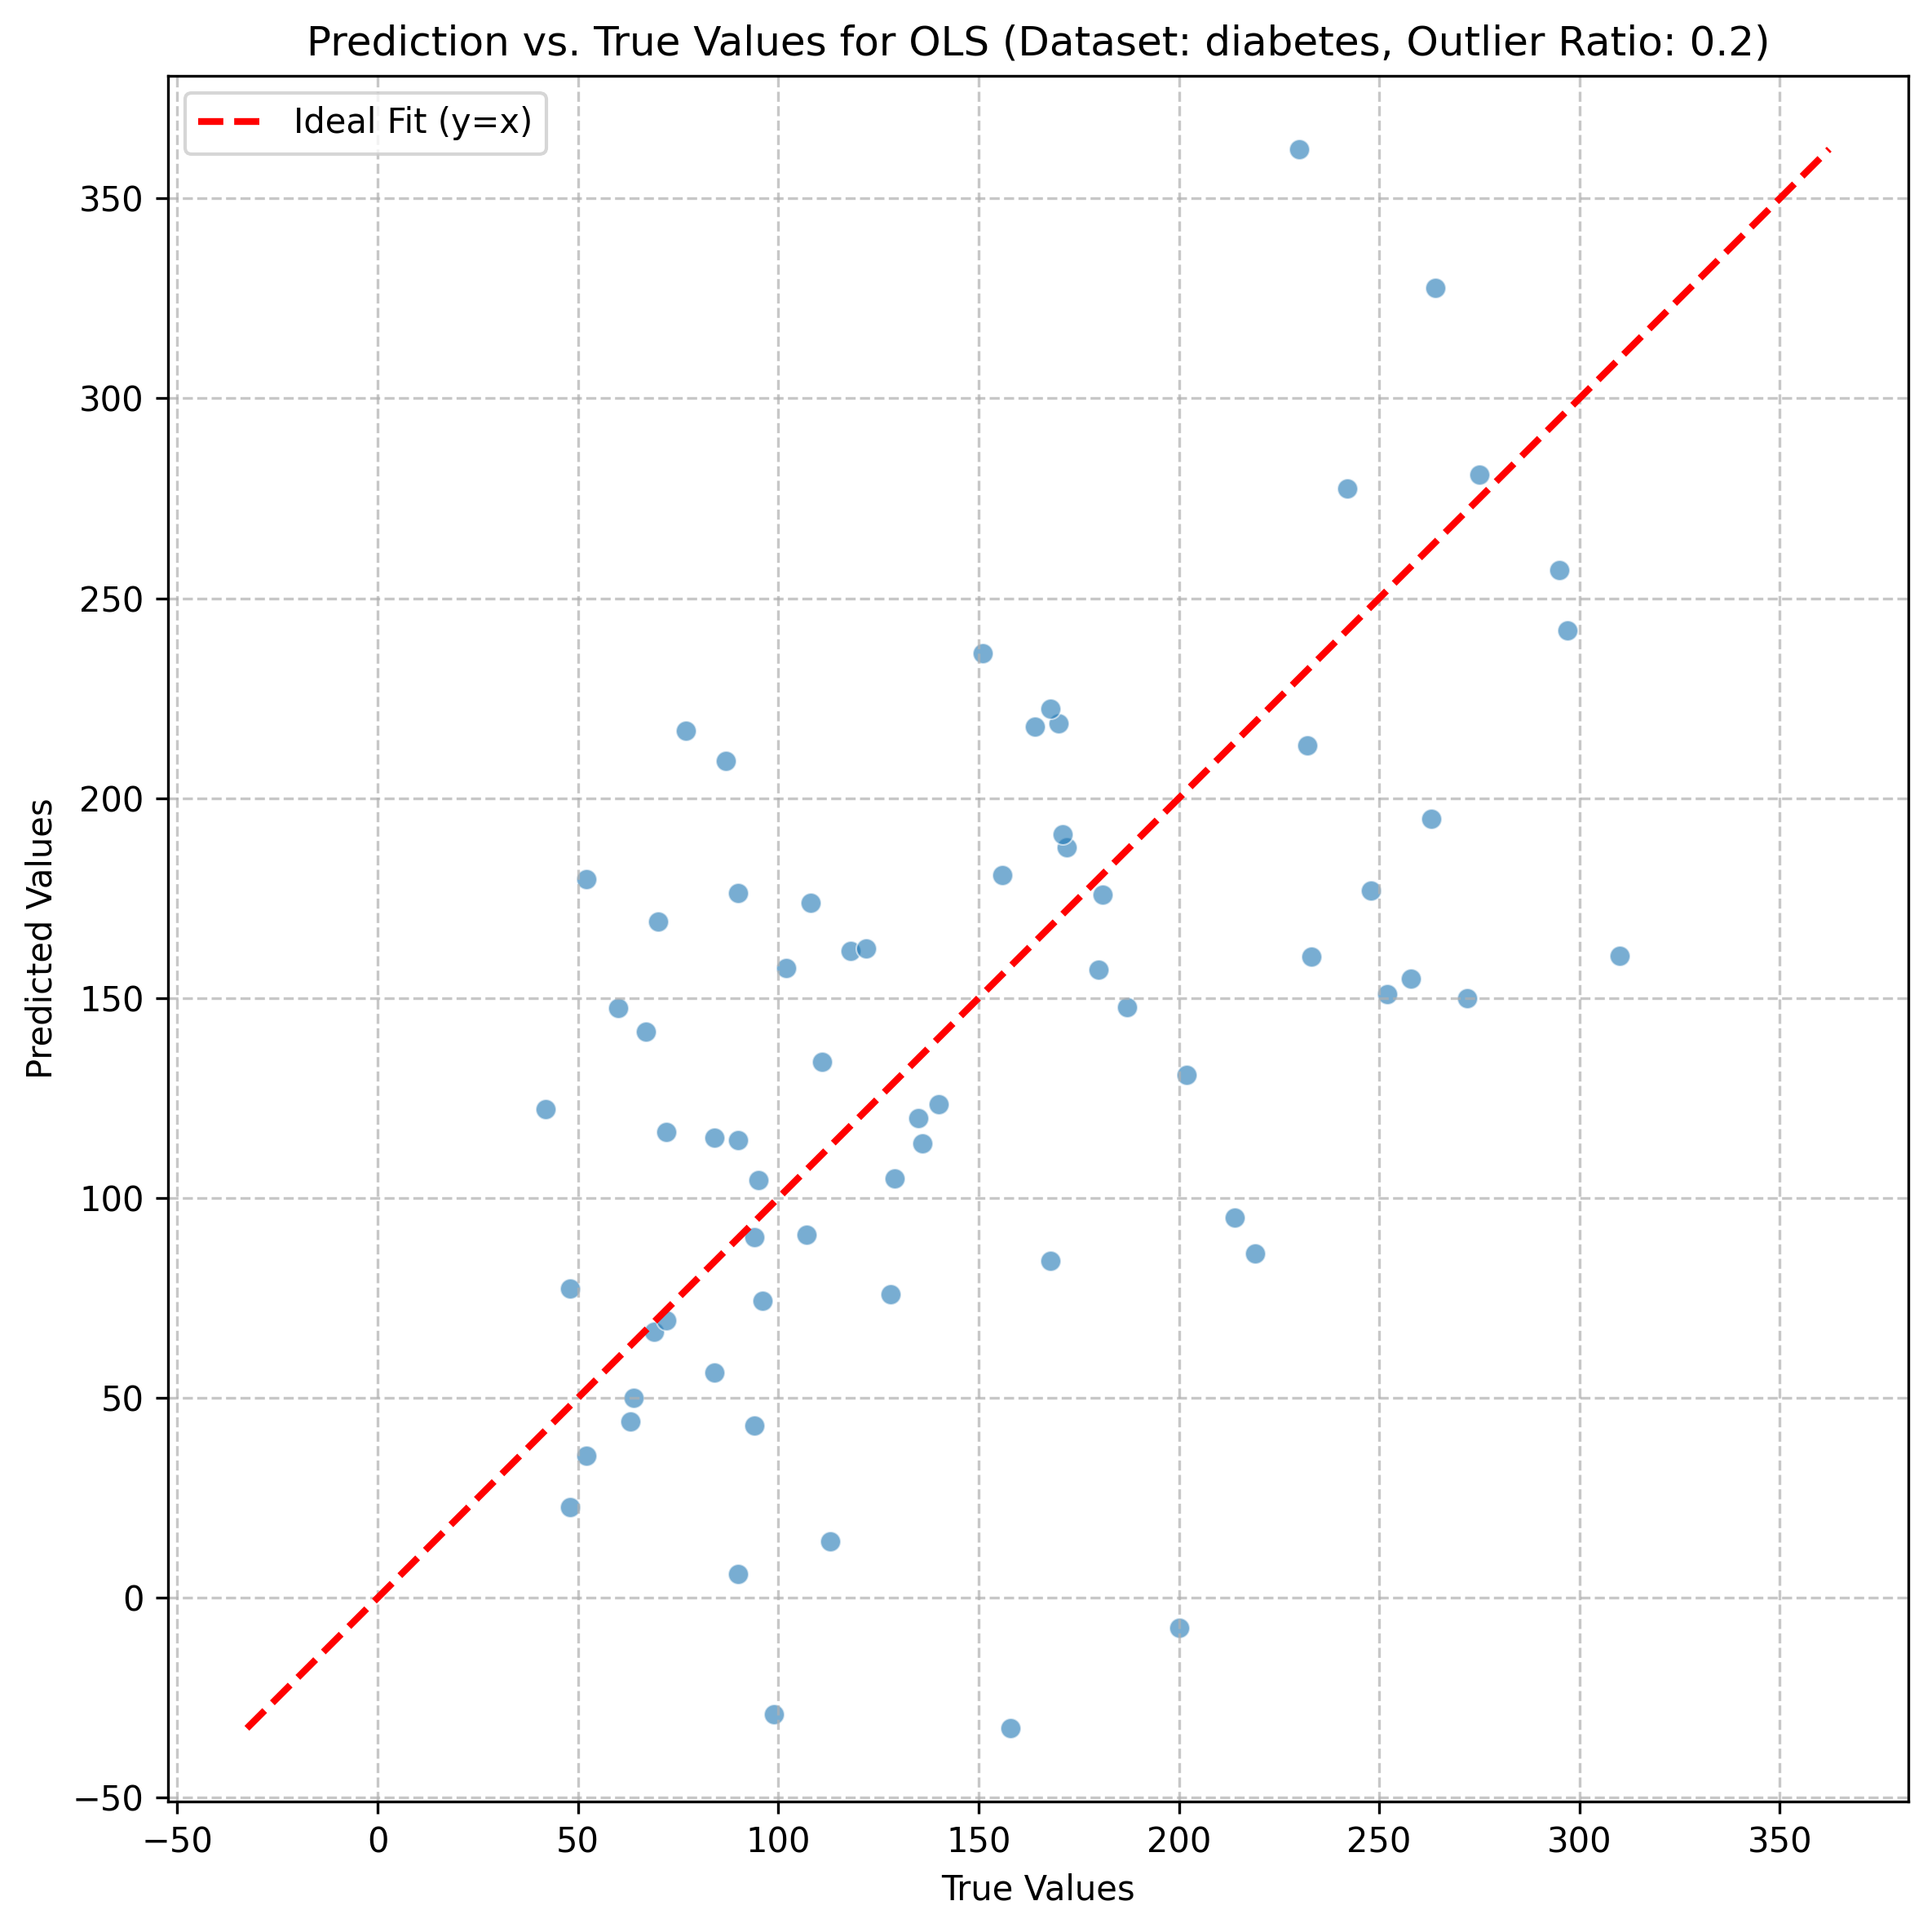 Prediction vs. True Values for OLS (Dataset: diabetes, Outlier Ratio: 0.2)
Ideal Fit (y=x)
350
300
250
200
150
100
50
0
−50
Predicted Values
−50 0 50 100 150 200 250 300 350
True Values